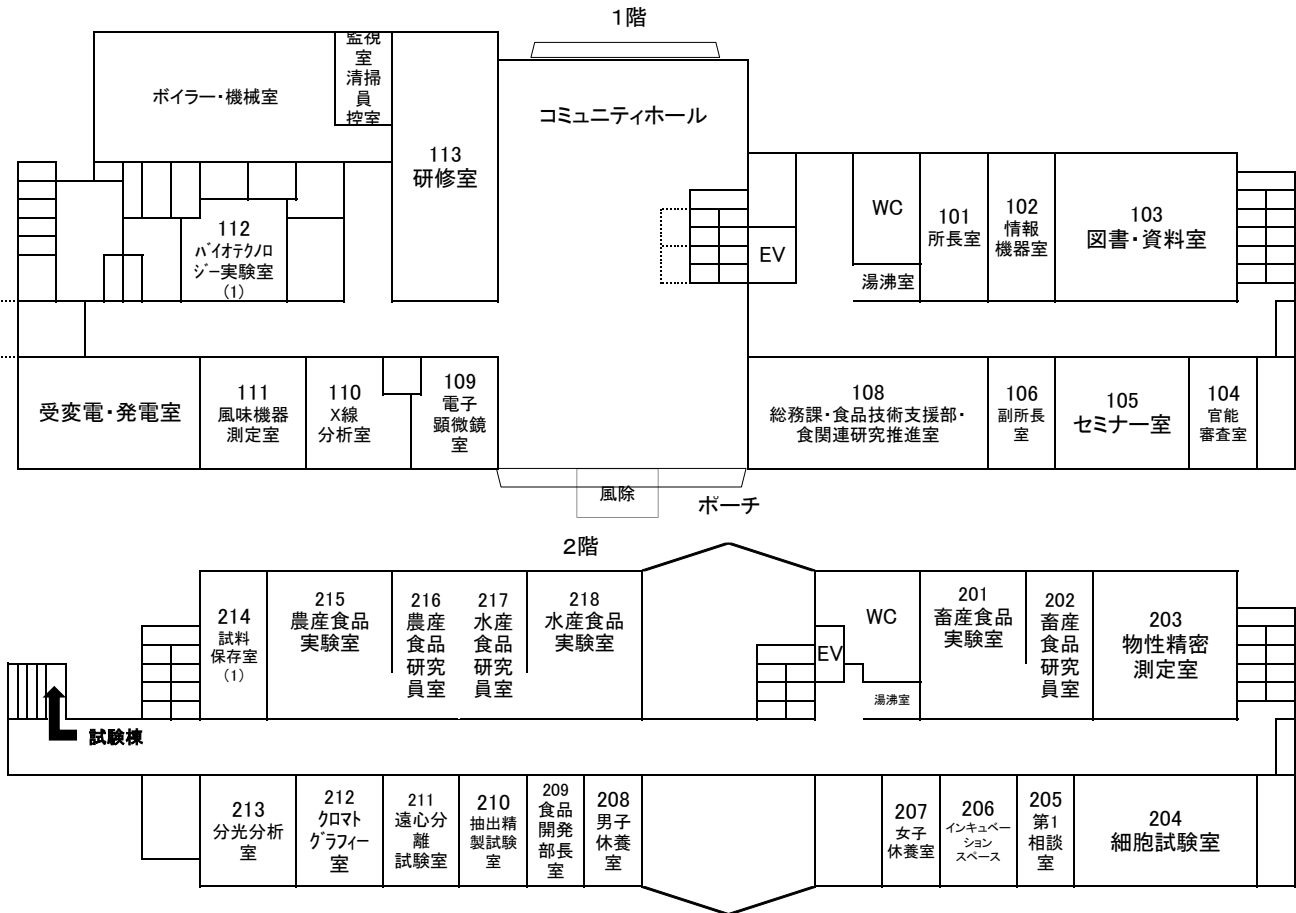 1階
監視
室
清掃
員
控室
ボイラー・機械室
コミュニティホール
113
研修室
112
バイオテクノロ
ジー実験室
(1)
WC
101
所長室
102
情報
機器室
103
図書・資料室
EV
湯沸室
受変電・発電室
111
風味機器
測定室
110
X線
分析室
109
電子
顕微鏡
室
108
総務課・食品技術支援部・
食関連研究推進室
106
副所長
室
105
セミナー室
104
官能
審査室
風除
ポーチ
2階
214
試料
保存室
(1)
215
農産食品
実験室
216
農産
食品
研究
員室
217
水産
食品
研究
員室
218
水産食品
実験室
WC
EV
湯沸室
201
畜産食品
実験室
202
畜産
食品
研究
員室
203
物性精密
測定室
試験棟
213
分光分析
室
212
クロマト
グラフィー
室
211
遠心分
離
試験室
210
抽出精
製試験
室
209
食品
開発
部長
室
208
男子
休養
室
207
女子
休養室
206
インキュベー
ション
スペース
205
第1
相談
室
204
細胞試験室